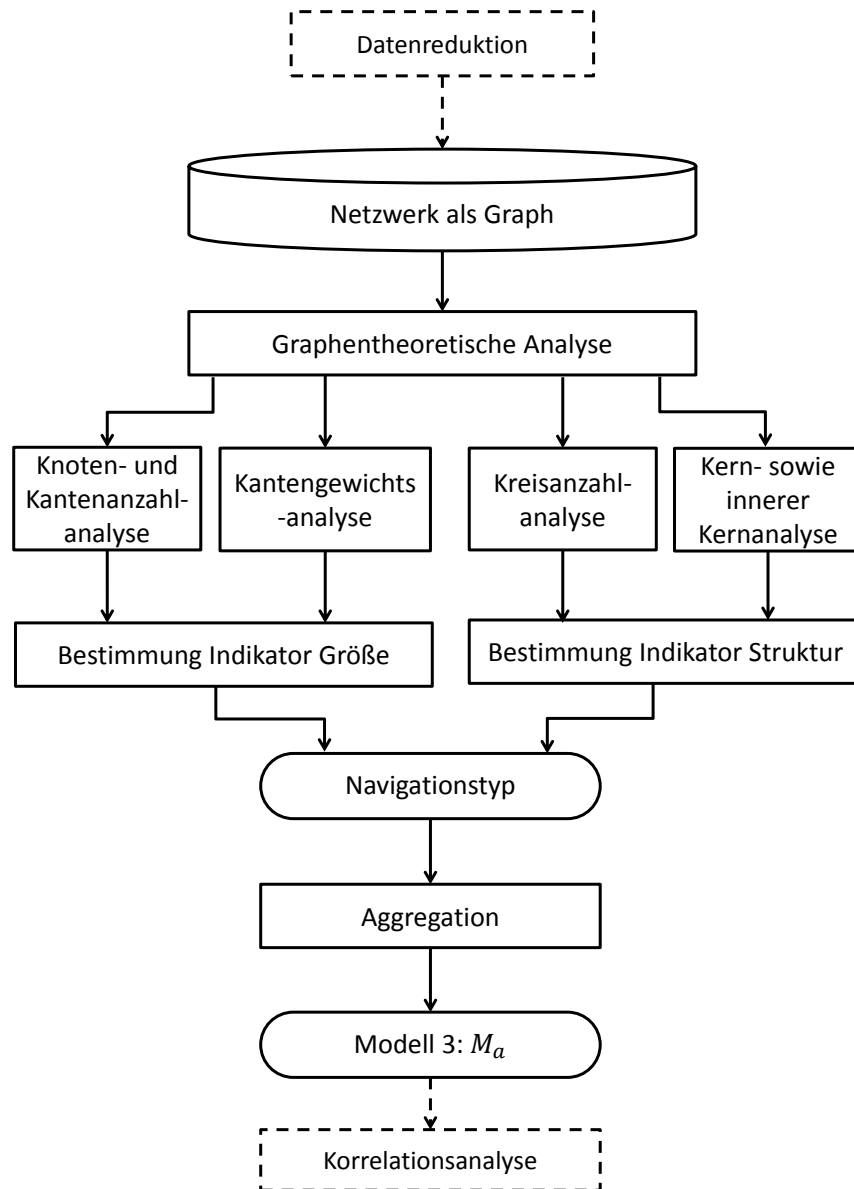 Datenreduktion
Netzwerk als Graph
Graphentheoretische Analyse
Knoten- und
Kantenanzahl-
analyse
Kantengewichts
-analyse
Kreisanzahl-
analyse
Kern- sowie
innerer
Kernanalyse
Bestimmung Indikator Größe
Bestimmung Indikator Struktur
Navigationstyp
Aggregation
Modell 3: M_a
Korrelationsanalyse